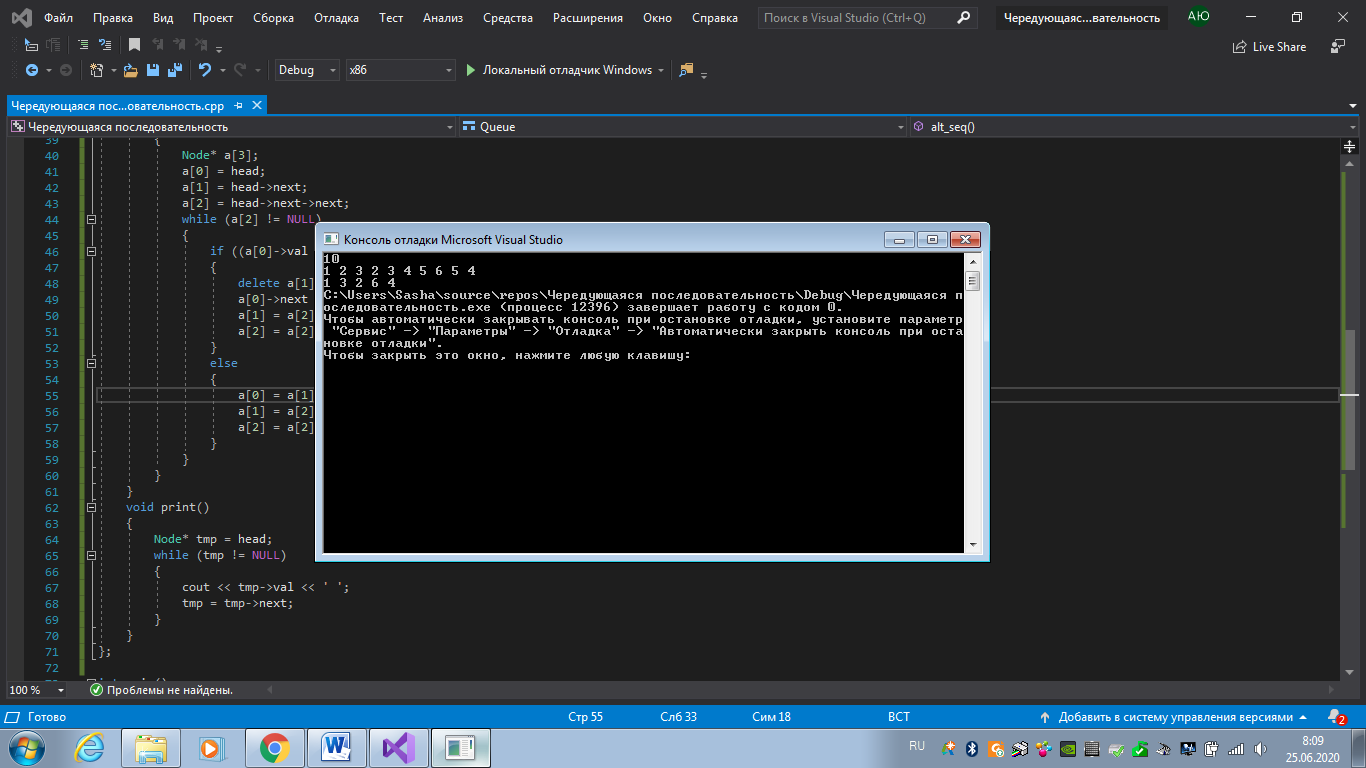 Файл Правка Вид Проект Сборка Отладка Тест Анализ Средства Расширения Окно Справка Поиск в Visual Studio (Ctrl+Q) Чередующаяс...вательность АЮ
Live Share
Debug x86 Локальный отладчик Windows
Чередующаяся пос...овательность.cpp
Чередующаяся последовательность Queue alt_seq()
39 {
40 Node* a[3];
41 a[0] = head;
42 a[1] = head->next;
43 a[2] = head->next->next;
44 while (a[2] != NULL)
45 {
46 if ((a[0]->val
47 {
48 delete a[1]
49 a[0]->next
50 a[1] = a[2]
51 a[2] = a[2]
52 }
53 else
54 {
55 a[0] = a[1]
56 a[1] = a[2]
57 a[2] = a[2]
58 }
59 }
60 }
61 }
62 void print()
63 {
64 Node* tmp = head;
65 while (tmp != NULL)
66 {
67 cout << tmp->val << ' ';
68 tmp = tmp->next;
69 }
70 }
71 };
72
Консоль отладки Microsoft Visual Studio
10
1 2 3 2 3 4 5 6 5 4
1 3 2 6 4
C:\Users\Sasha\source\repos\Чередующаяся последовательность\Debug\Чередующаяся п
оследовательность.exe (процесс 12396) завершает работу с кодом 0.
Чтобы автоматически закрывать консоль при остановке отладки, установите параметр
"Сервис" -> "Параметры" -> "Отладка" -> "Автоматически закрыть консоль при оста
новке отладки".
Чтобы закрыть это окно, нажмите любую клавишу:
100 % Проблемы не найдены.
Готово Стр 55 Слб 33 Сим 18 ВСТ Добавить в систему управления версиями 2
RU 8:09
25.06.2020